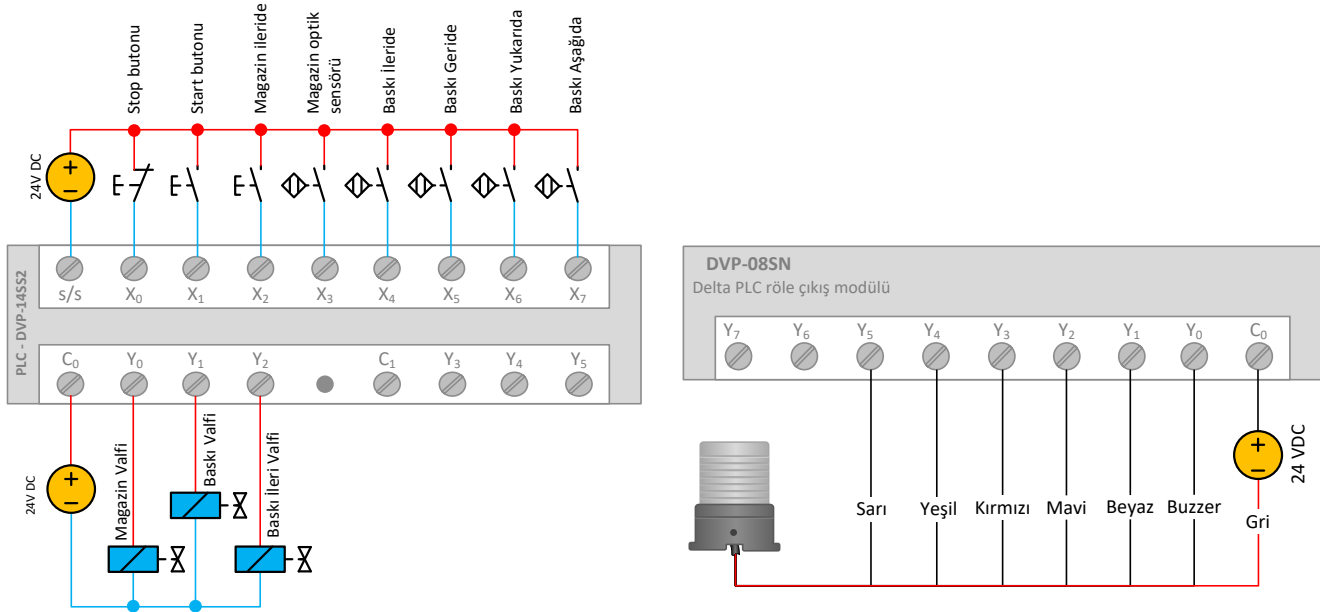 Stop butonu
Start butonu
Magazin ileride
Magazin optik
sensörü
Baskı İleride
Baskı Geride
Baskı Yukarıda
Baskı Aşağıda
24V DC
+
−
PLC - DVP-14SS2
s/s
X0
X1
X2
X3
X4
X5
X6
X7
C0
Y0
Y1
Y2
C1
Y3
Y4
Y5
24V DC
+
−
Magazin Valfi
Baskı Valfi
Baskı İleri Valfi
DVP-08SN
Delta PLC röle çıkış modülü
Y7
Y6
Y5
Y4
Y3
Y2
Y1
Y0
C0
+
−
24 VDC
Sarı
Yeşil
Kırmızı
Mavi
Beyaz
Buzzer
Gri